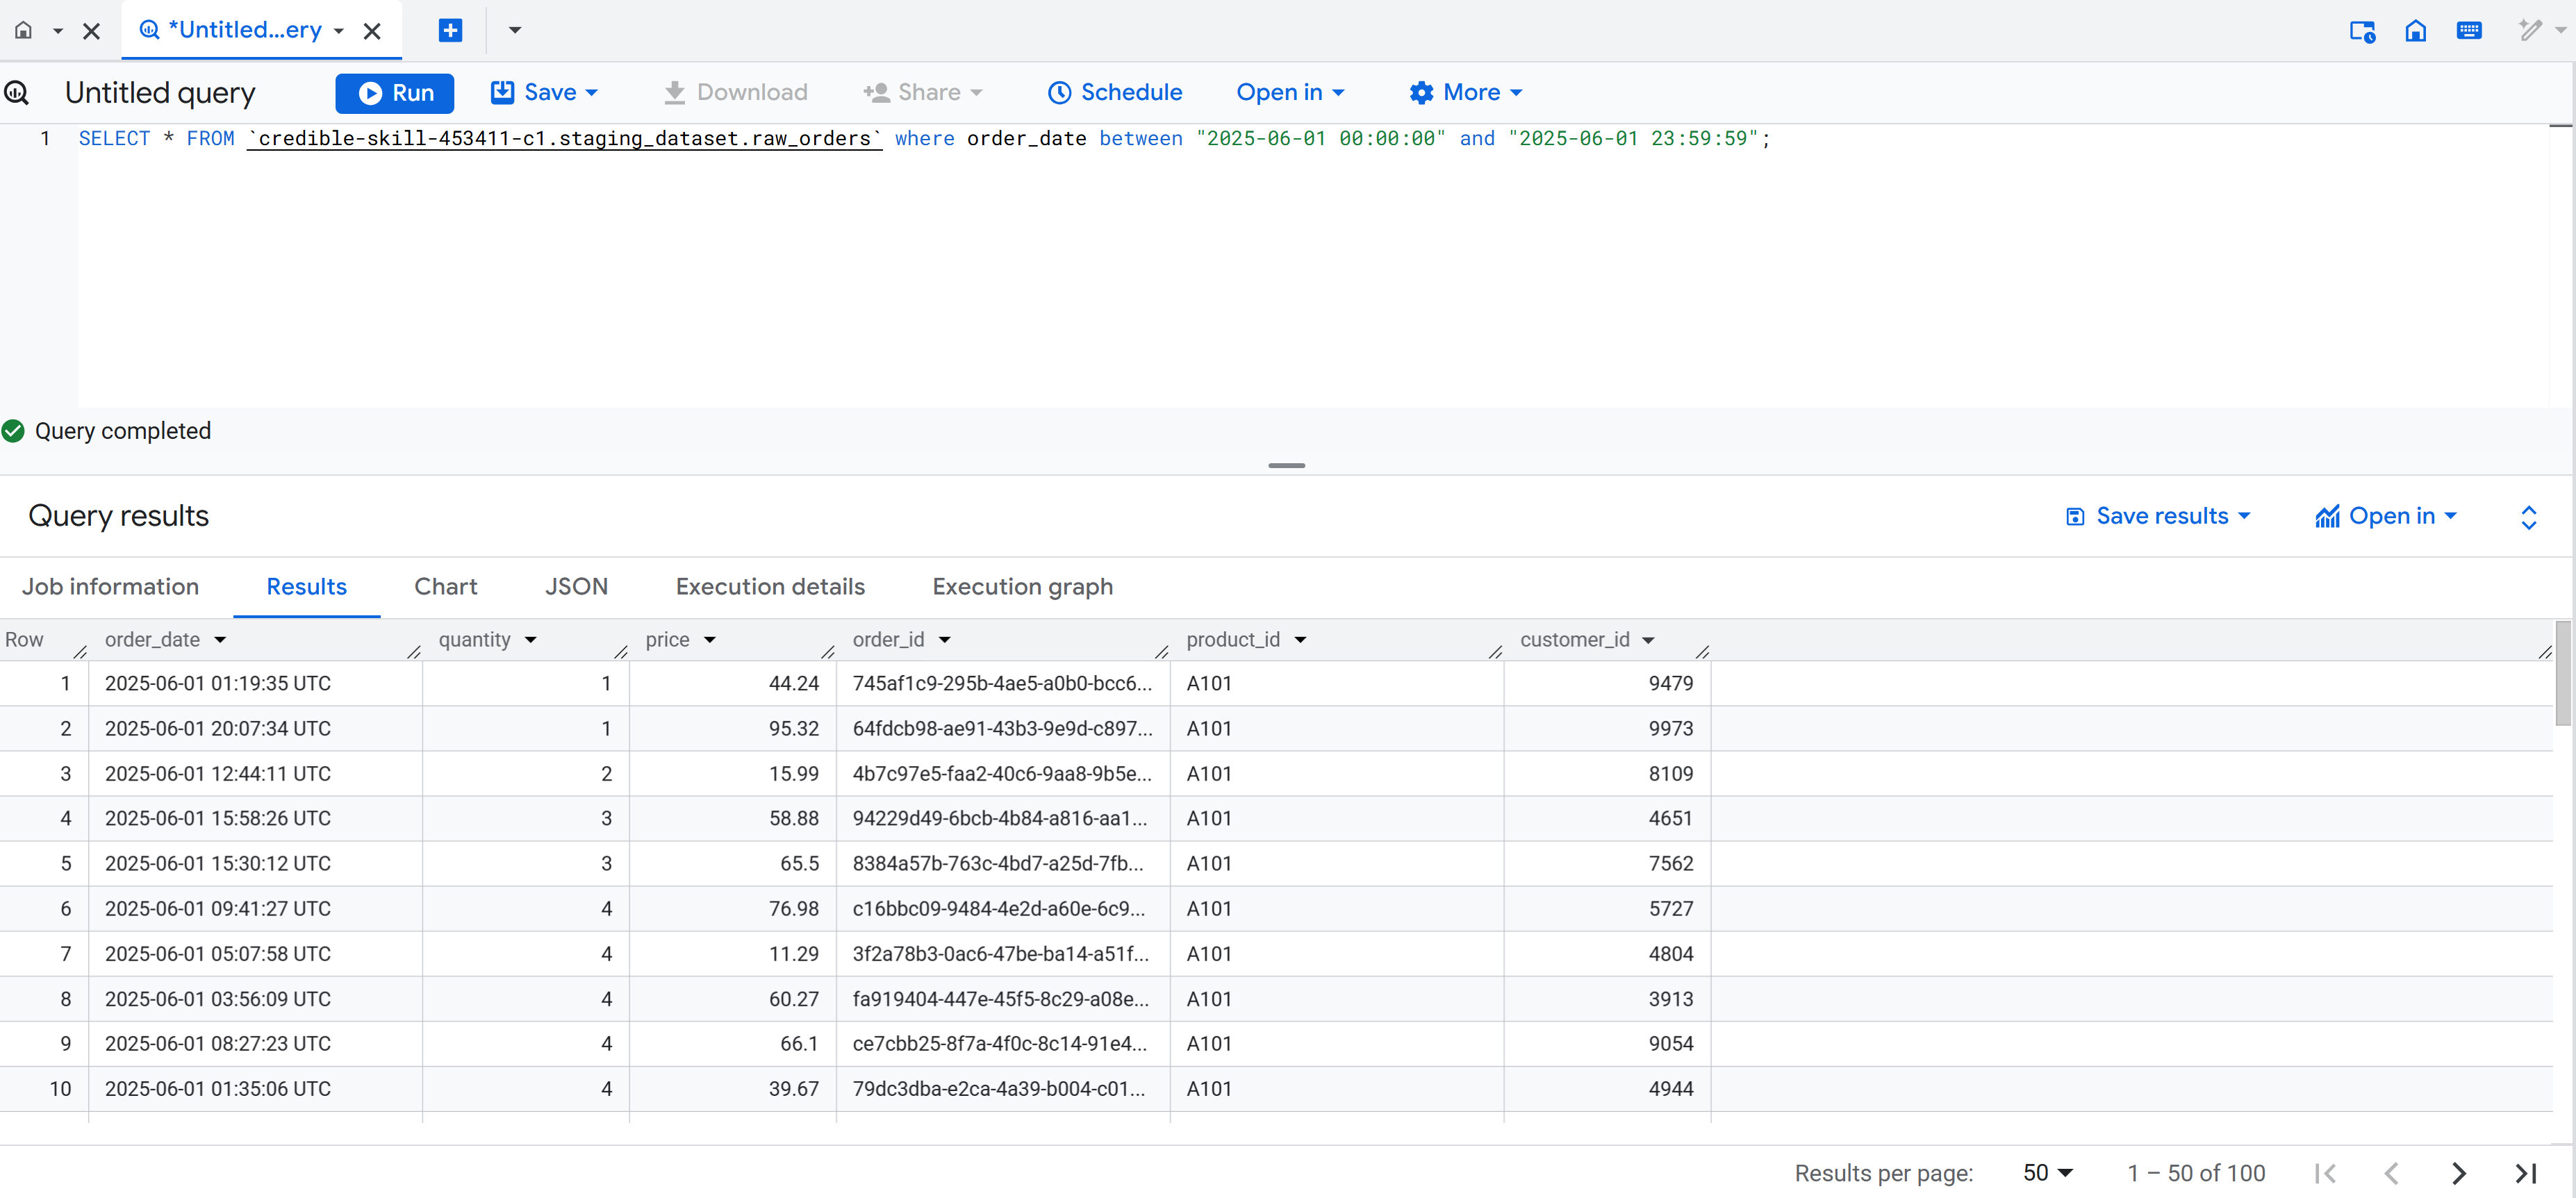 *Untitled...ery
Untitled query Run Save Download Share Schedule Open in More
1 SELECT * FROM `credible-skill-453411-c1.staging_dataset.raw_orders` where order_date between "2025-06-01 00:00:00" and "2025-06-01 23:59:59";
Query completed
Query results Save results Open in
Job information Results Chart JSON Execution details Execution graph
Row order_date quantity price order_id product_id customer_id
1 2025-06-01 01:19:35 UTC 1 44.24 745af1c9-295b-4ae5-a0b0-bcc6... A101 9479
2 2025-06-01 20:07:34 UTC 1 95.32 64fdcb98-ae91-43b3-9e9d-c897... A101 9973
3 2025-06-01 12:44:11 UTC 2 15.99 4b7c97e5-faa2-40c6-9aa8-9b5e... A101 8109
4 2025-06-01 15:58:26 UTC 3 58.88 94229d49-6bcb-4b84-a816-aa1... A101 4651
5 2025-06-01 15:30:12 UTC 3 65.5 8384a57b-763c-4bd7-a25d-7fb... A101 7562
6 2025-06-01 09:41:27 UTC 4 76.98 c16bbc09-9484-4e2d-a60e-6c9... A101 5727
7 2025-06-01 05:07:58 UTC 4 11.29 3f2a78b3-0ac6-47be-ba14-a51f... A101 4804
8 2025-06-01 03:56:09 UTC 4 60.27 fa919404-447e-45f5-8c29-a08e... A101 3913
9 2025-06-01 08:27:23 UTC 4 66.1 ce7cbb25-8f7a-4f0c-8c14-91e4... A101 9054
10 2025-06-01 01:35:06 UTC 4 39.67 79dc3dba-e2ca-4a39-b004-c01... A101 4944
Results per page: 50 1 – 50 of 100